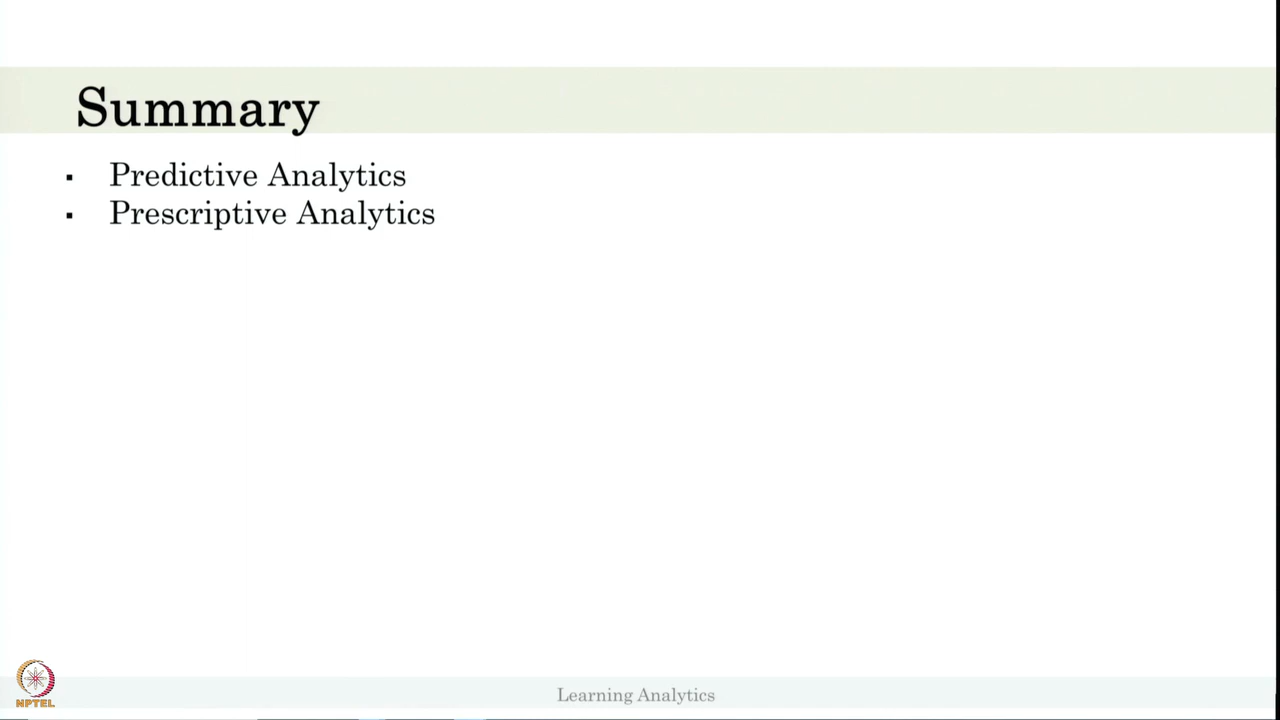 Summary
▪ Predictive Analytics
▪ Prescriptive Analytics
NPTEL
Learning Analytics